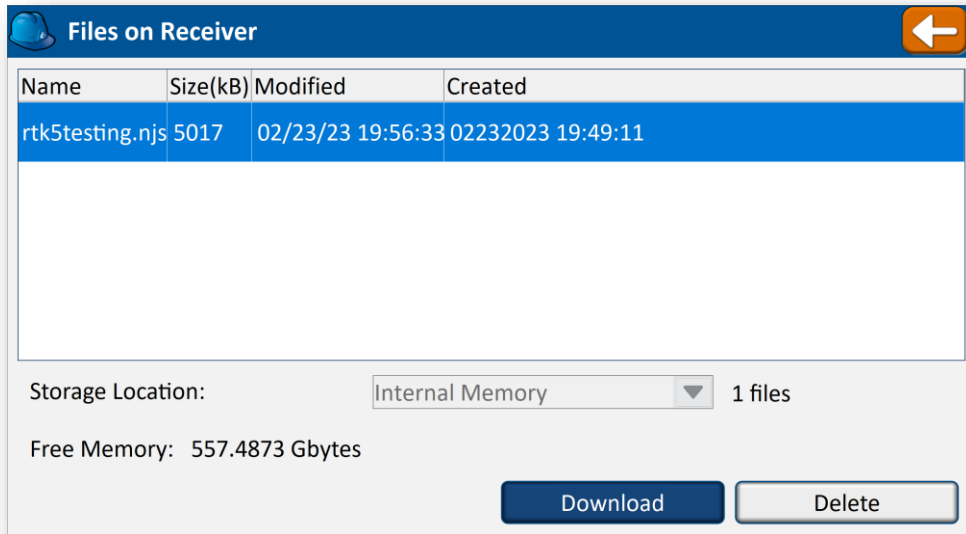 Files on Receiver
Name Size(kB) Modified Created
rtk5testing.njs 5017 02/23/23 19:56:33 02232023 19:49:11
Storage Location: Internal Memory 1 files
Free Memory: 557.4873 Gbytes
Download Delete